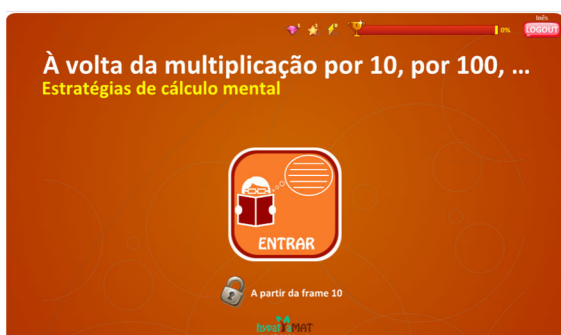 Inês
0%
LOGOUT
À volta da multiplicação por 10, por 100, ...
Estratégias de cálculo mental
ENTRAR
A partir da frame 10
hypatiaMAT